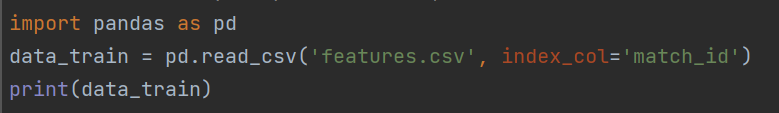 import pandas as pd
data_train = pd.read_csv('features.csv', index_col='match_id')
print(data_train)